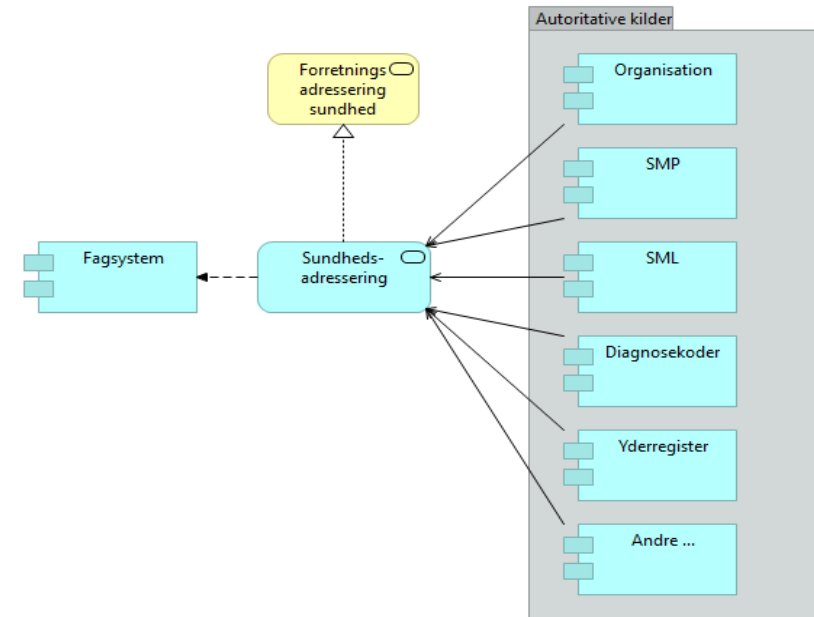 Autoritative kilder
Forretnings
adressering
sundhed
Organisation
SMP
Fagsystem
Sundheds-
adressering
SML
Diagnosekoder
Yderregister
Andre ...